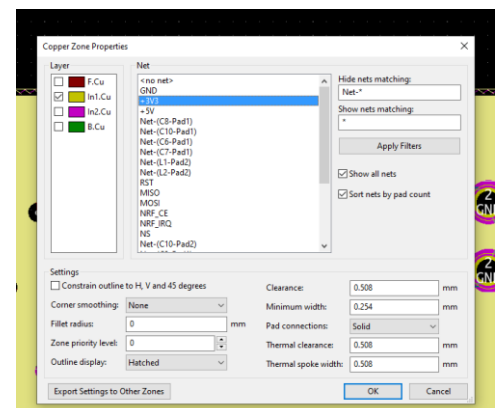 Copper Zone Properties
Layer
F.Cu
In1.Cu
In2.Cu
B.Cu
Net
<no net>
GND
+3V3
+5V
Net-(C8-Pad1)
Net-(C10-Pad1)
Net-(C6-Pad1)
Net-(C7-Pad1)
Net-(L1-Pad2)
Net-(L2-Pad2)
RST
MISO
MOSI
NRF_CE
NRF_IRQ
NS
Net-(C10-Pad2)
Hide nets matching:
Net-*
Show nets matching:
*
Apply Filters
Show all nets
Sort nets by pad count
Settings
Constrain outline to H, V and 45 degrees
Corner smoothing: None
Fillet radius: 0 mm
Zone priority level: 0
Outline display: Hatched
Clearance: 0.508 mm
Minimum width: 0.254 mm
Pad connections: Solid
Thermal clearance: 0.508 mm
Thermal spoke width: 0.508 mm
Export Settings to Other Zones
OK
Cancel
2
GND
2